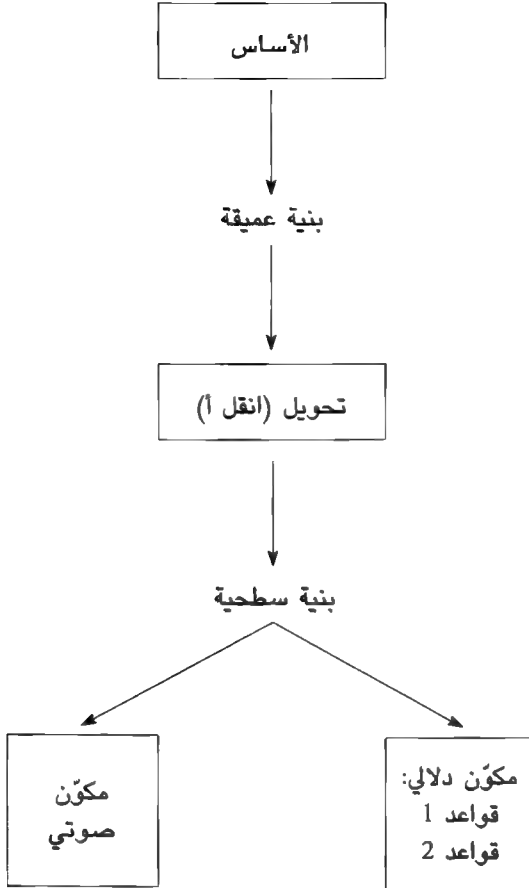 الأساس
بنية عميقة
تحويل (انقل أ)
بنية سطحية
مكوّن دلالي:
قواعد 1
قواعد 2
مكوّن
صوتي